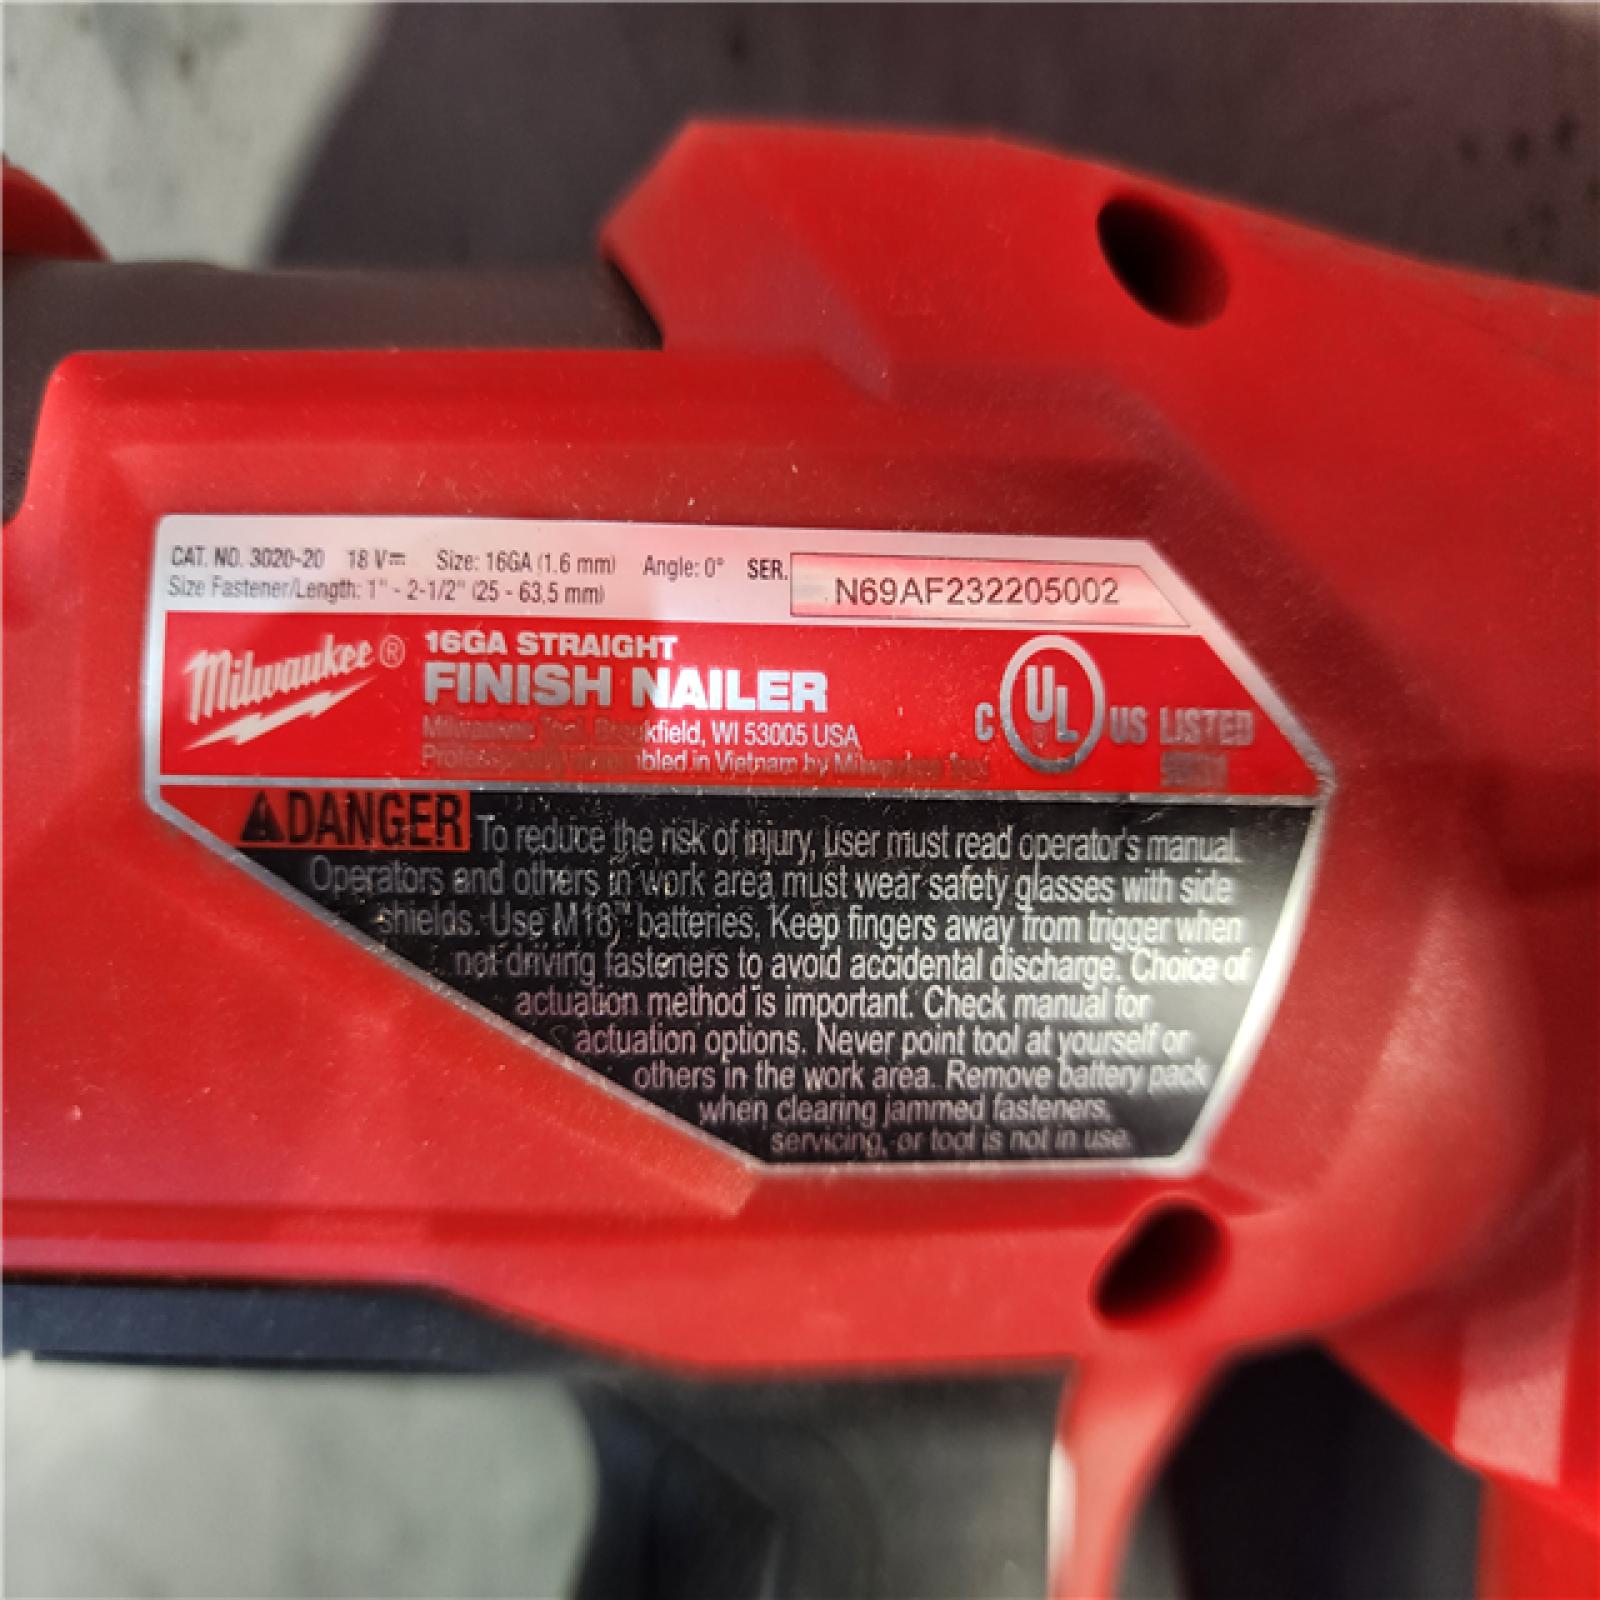 CAT. NO. 3020-20 18 V⎓ Size: 16GA (1.6 mm) Angle: 0° SER. N69AF232205002
Size Fastener/Length: 1" - 2-1/2" (25 - 63,5 mm)
Milwaukee®
16GA STRAIGHT
FINISH NAILER
Milwaukee Tool, Brookfield, WI 53005 USA
Professionally assembled in Vietnam by Milwaukee Tool
C UL US LISTED
⚠DANGER To reduce the risk of injury, user must read operator's manual.
Operators and others in work area must wear safety glasses with side
shields. Use M18™ batteries. Keep fingers away from trigger when
not driving fasteners to avoid accidental discharge. Choice of
actuation method is important. Check manual for
actuation options. Never point tool at yourself or
others in the work area. Remove battery pack
when clearing jammed fasteners,
servicing, or tool is not in use.